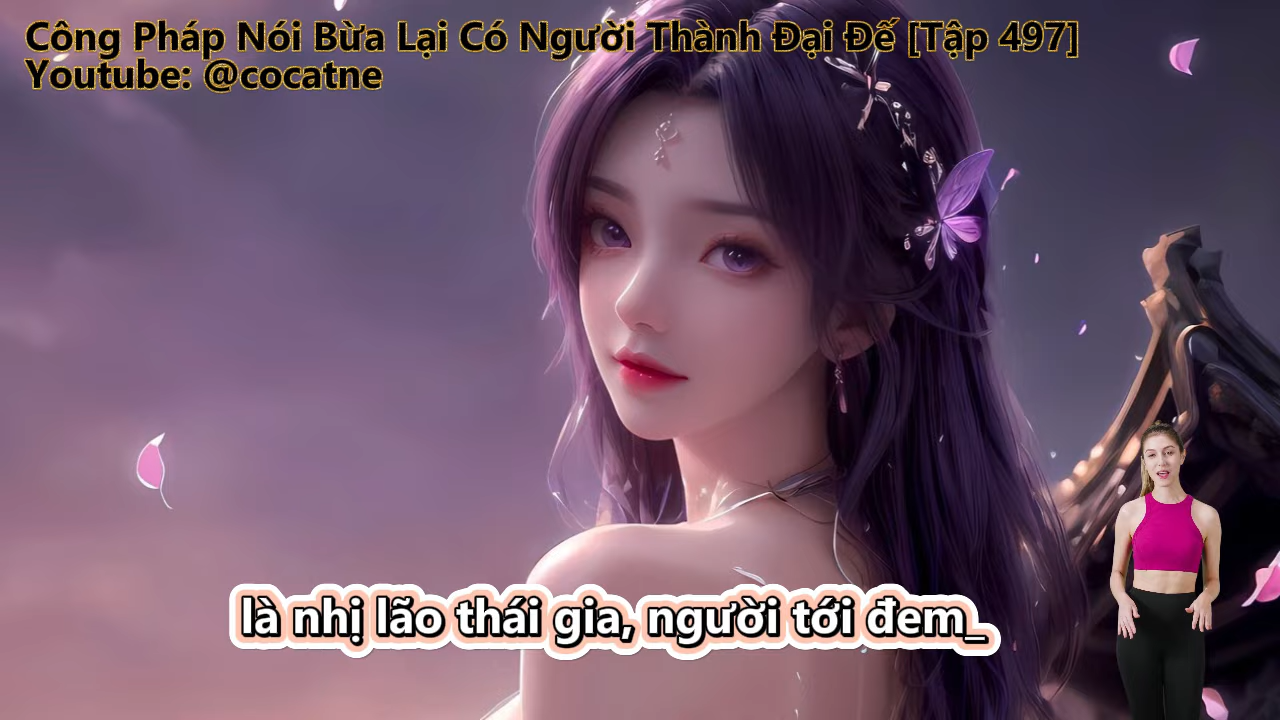 Công Pháp Nói Bừa Lại Có Người Thành Đại Đế [Tập 497]
Youtube: @cocatne
là nhị lão thái gia, người tới đem_